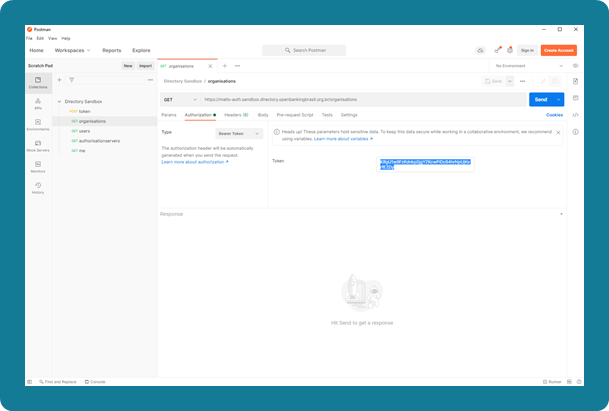 Postman
File Edit View Help
Home Workspaces Reports Explore Search Postman Sign In Create Account
Scratch Pad New Import GET organisations No Environment
Collections
APIs
Environments
Mock Servers
Monitors
History
Directory Sandbox
POST token
GET organisations
GET users
GET authorisationservers
GET me
Directory Sandbox / organisations Save
GET https://matls-auth.sandbox.directory.openbankingbrasil.org.br/organisations Send
Params Authorization Headers (8) Body Pre-request Script Tests Settings Cookies
Type Bearer Token
The authorization header will be automatically
generated when you send the request.
Learn more about authorization
Heads up! These parameters hold sensitive data. To keep this data secure while working in a collaborative environment, we recommend
using variables. Learn more about variables
Token
Response
Hit Send to get a response
Find and Replace Console Runner